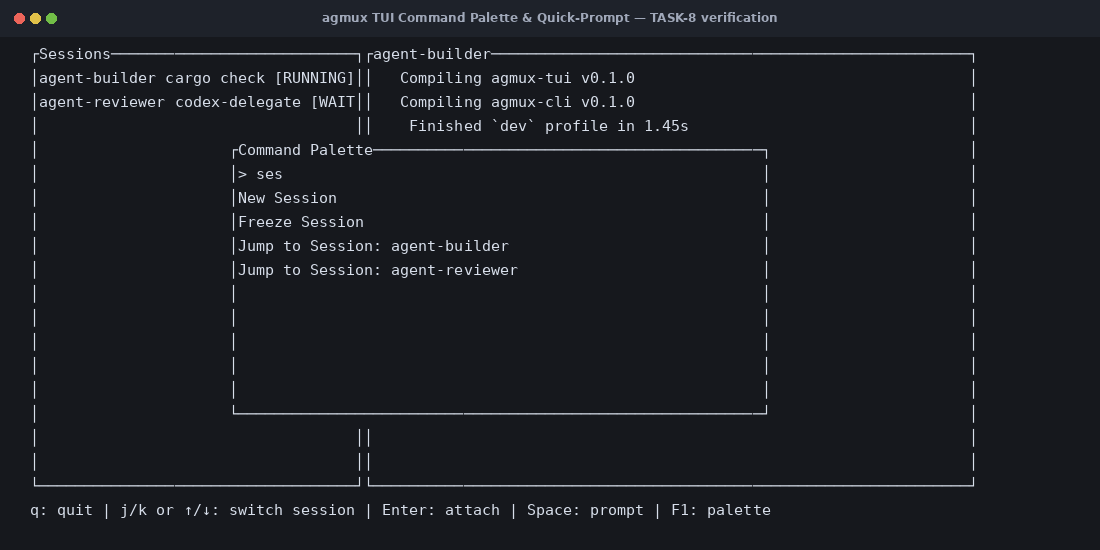 agmux TUI Command Palette & Quick-Prompt — TASK-8 verification
Sessions
agent-builder
agent-builder cargo check [RUNNING]
Compiling agmux-tui v0.1.0
agent-reviewer codex-delegate [WAIT
Compiling agmux-cli v0.1.0
Finished `dev` profile in 1.45s
Command Palette
> ses
New Session
Freeze Session
Jump to Session: agent-builder
Jump to Session: agent-reviewer
q: quit | j/k or ↑/↓: switch session | Enter: attach | Space: prompt | F1: palette